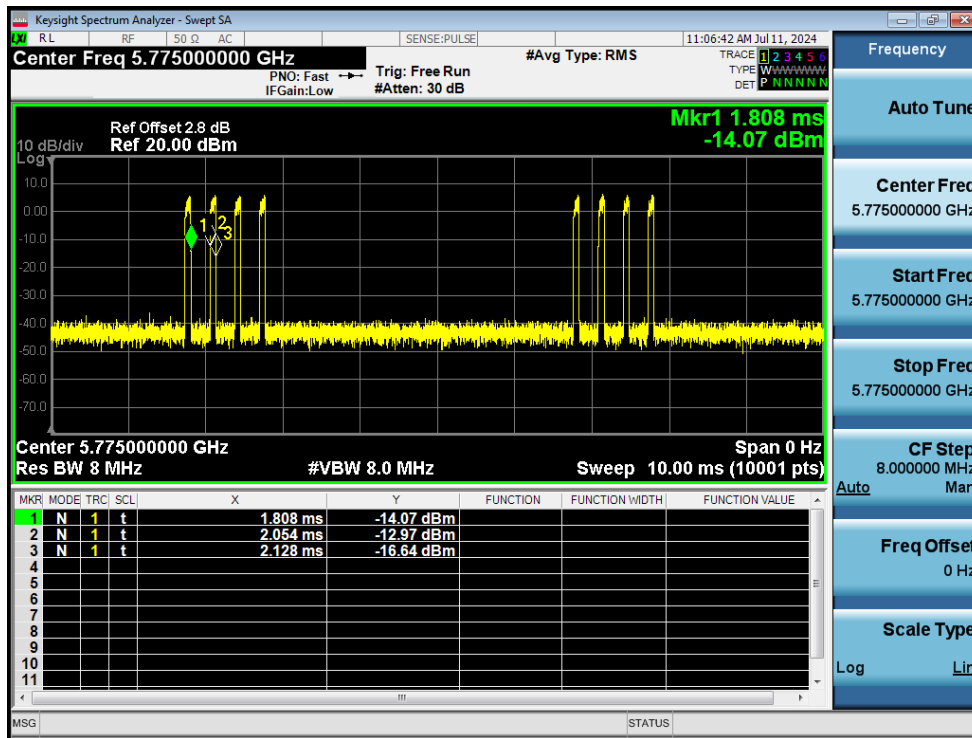 Keysight Spectrum Analyzer - Swept SA
LXI RL RF 50 Ω AC SENSE:PULSE 11:06:42 AM Jul 11, 2024
Center Freq 5.775000000 GHz #Avg Type: RMS TRACE 1 2 3 4 5 6
PNO: Fast Trig: Free Run TYPE WWWWWW
IFGain:Low #Atten: 30 dB DET P N N N N N
Mkr1 1.808 ms
Ref Offset 2.8 dB
10 dB/div Ref 20.00 dBm -14.07 dBm
Log
10.0
0.00
-10.0
-20.0
-30.0
-40.0
-50.0
-60.0
-70.0
1 2 3
Center 5.775000000 GHz Span 0 Hz
Res BW 8 MHz #VBW 8.0 MHz Sweep 10.00 ms (10001 pts)
MKR MODE TRC SCL X Y FUNCTION FUNCTION WIDTH FUNCTION VALUE
1 N 1 t 1.808 ms -14.07 dBm
2 N 1 t 2.054 ms -12.97 dBm
3 N 1 t 2.128 ms -16.64 dBm
4
5
6
7
8
9
10
11
MSG STATUS
Frequency
Auto Tune
Center Freq
5.775000000 GHz
Start Freq
5.775000000 GHz
Stop Freq
5.775000000 GHz
CF Step
8.000000 MHz
Auto Man
Freq Offset
0 Hz
Scale Type
Log Lin